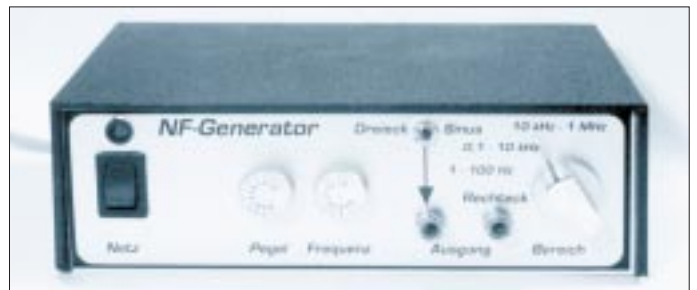 NF-Generator
Dreieck Sinus
10 kHz - 1 MHz
0,1 - 10 kHz
1 - 100 Hz
Rechteck
Netz Pegel Frequenz Ausgang Bereich